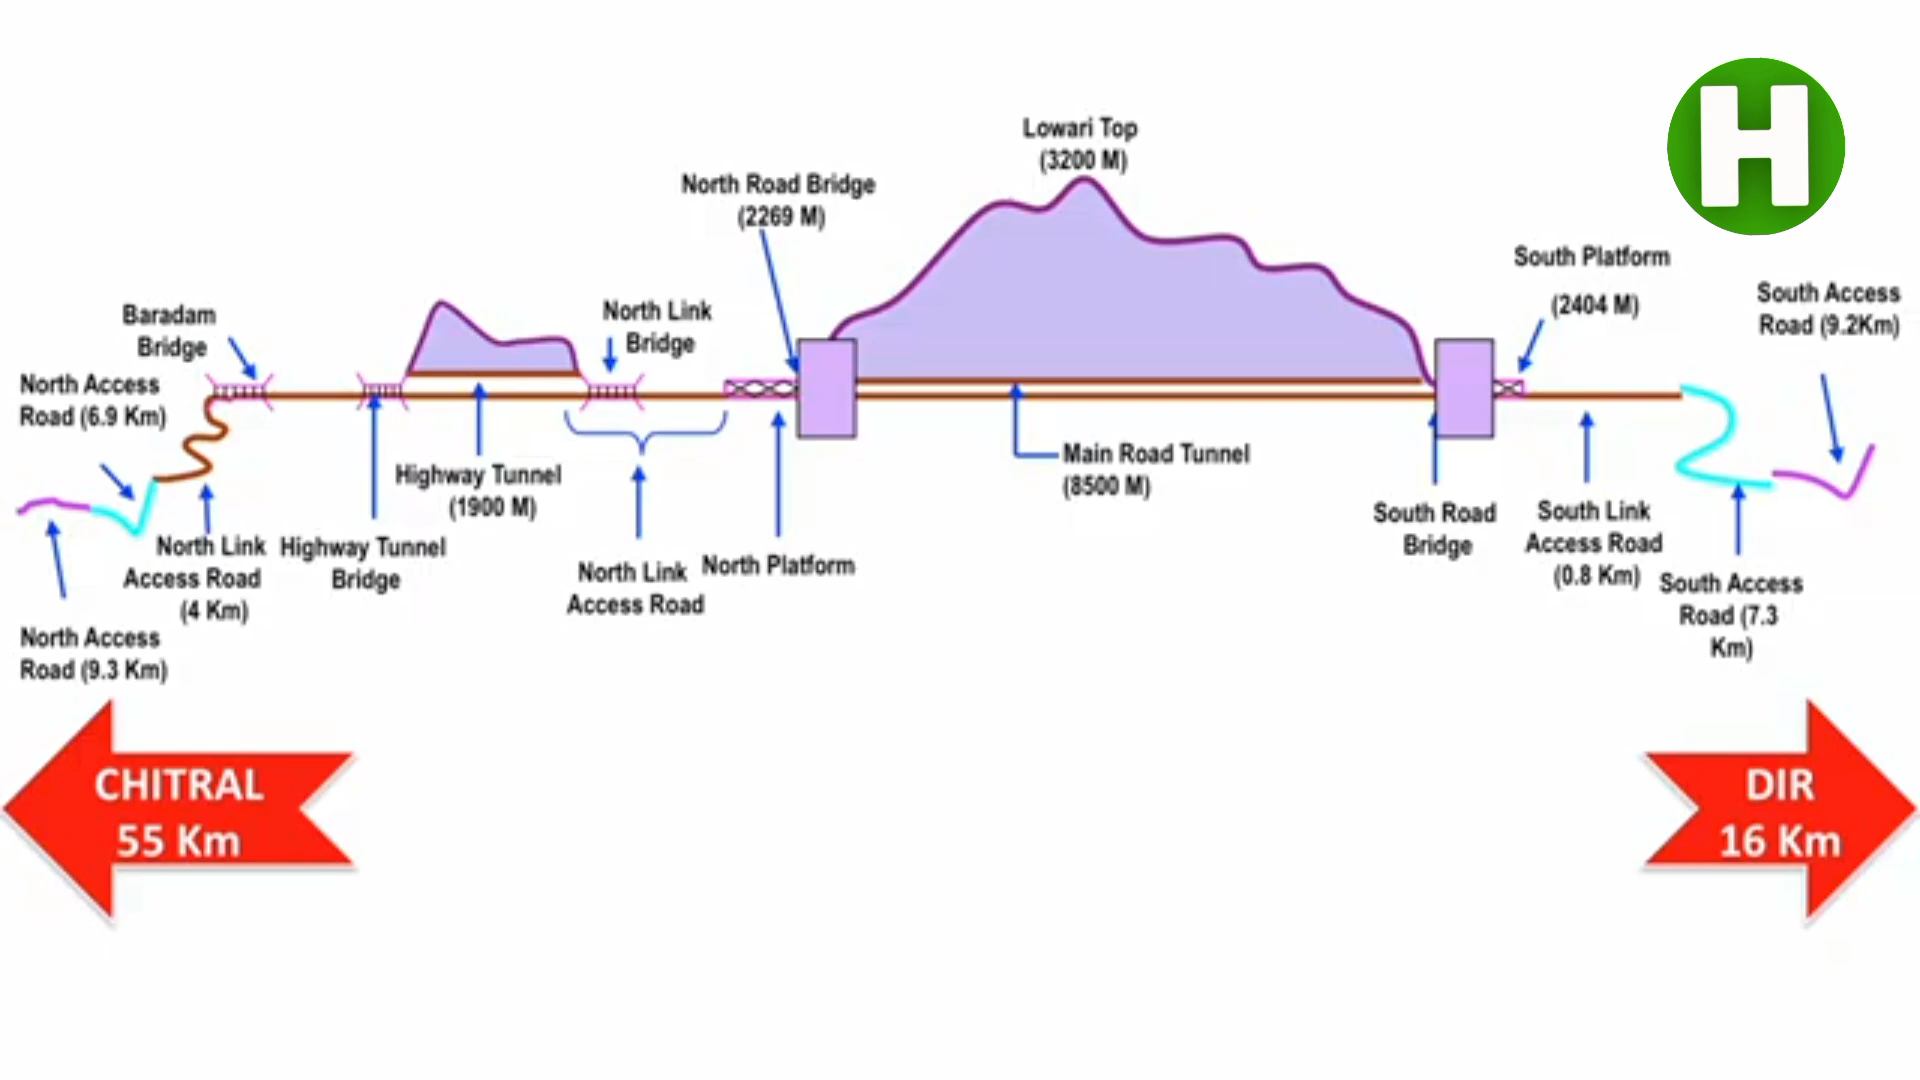 H
Lowari Top
(3200 M)
North Road Bridge
(2269 M)
South Platform
(2404 M)
South Access
Road (9.2Km)
Baradam
Bridge
North Link
Bridge
North Access
Road (6.9 Km)
Main Road Tunnel
(8500 M)
Highway Tunnel
(1900 M)
South Road
Bridge
South Link
Access Road
(0.8 Km)
North Link
Access Road
(4 Km)
Highway Tunnel
Bridge
North Link
Access Road
North Platform
South Access
Road (7.3
Km)
North Access
Road (9.3 Km)
CHITRAL
55 Km
DIR
16 Km